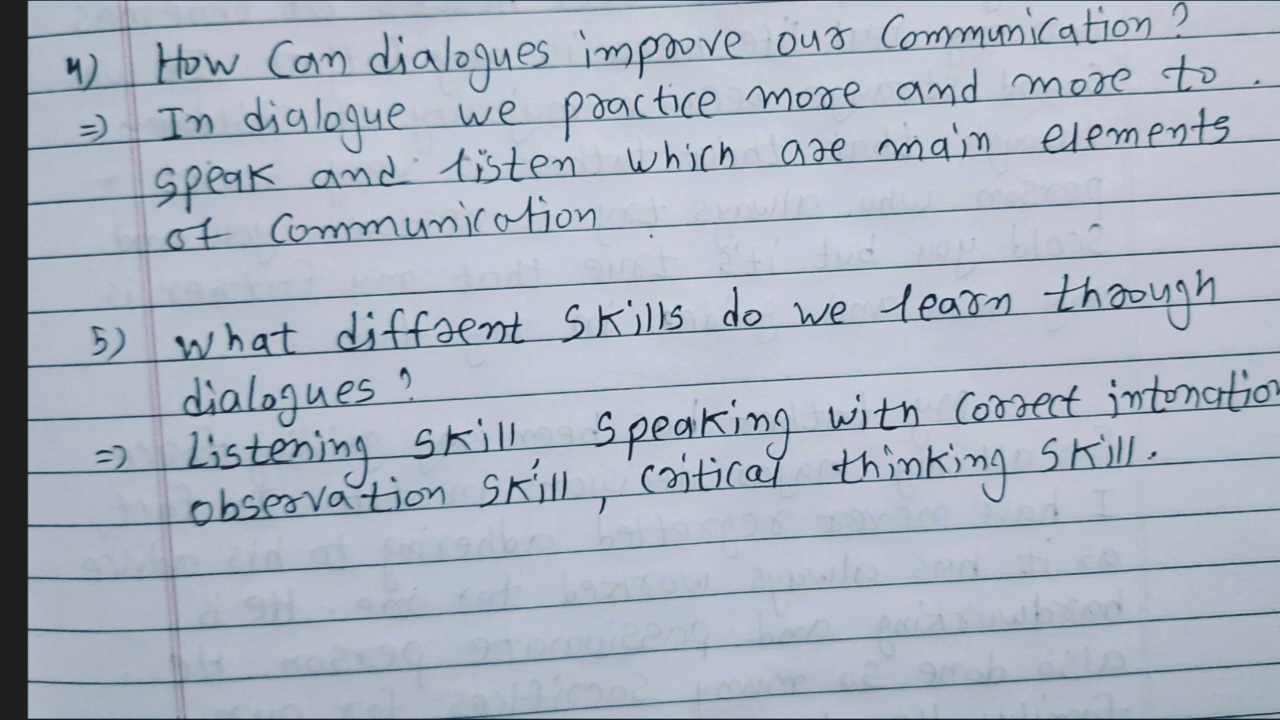 4) How Can dialogues improve our Communication?
=> In dialogue we practice more and more to
speak and listen which are main elements
of Communication
5) What diffrent skills do we learn through
dialogues?
=> Listening skill speaking with correct intonation
observation skill, critical thinking skill.